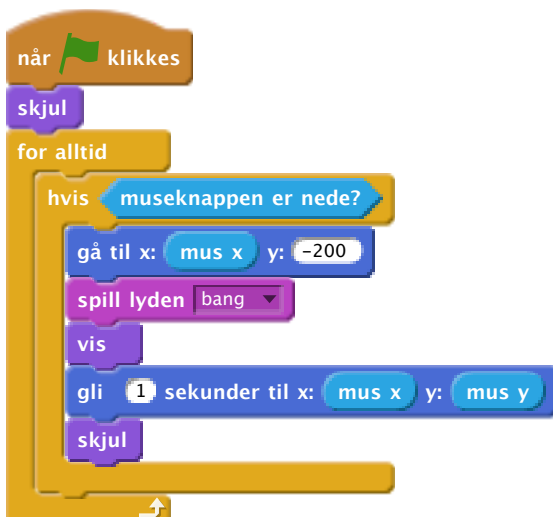 når klikkes
skjul
for alltid
hvis museknappen er nede?
gå til x: mus x y: -200
spill lyden bang
vis
gli 1 sekunder til x: mus x y: mus y
skjul